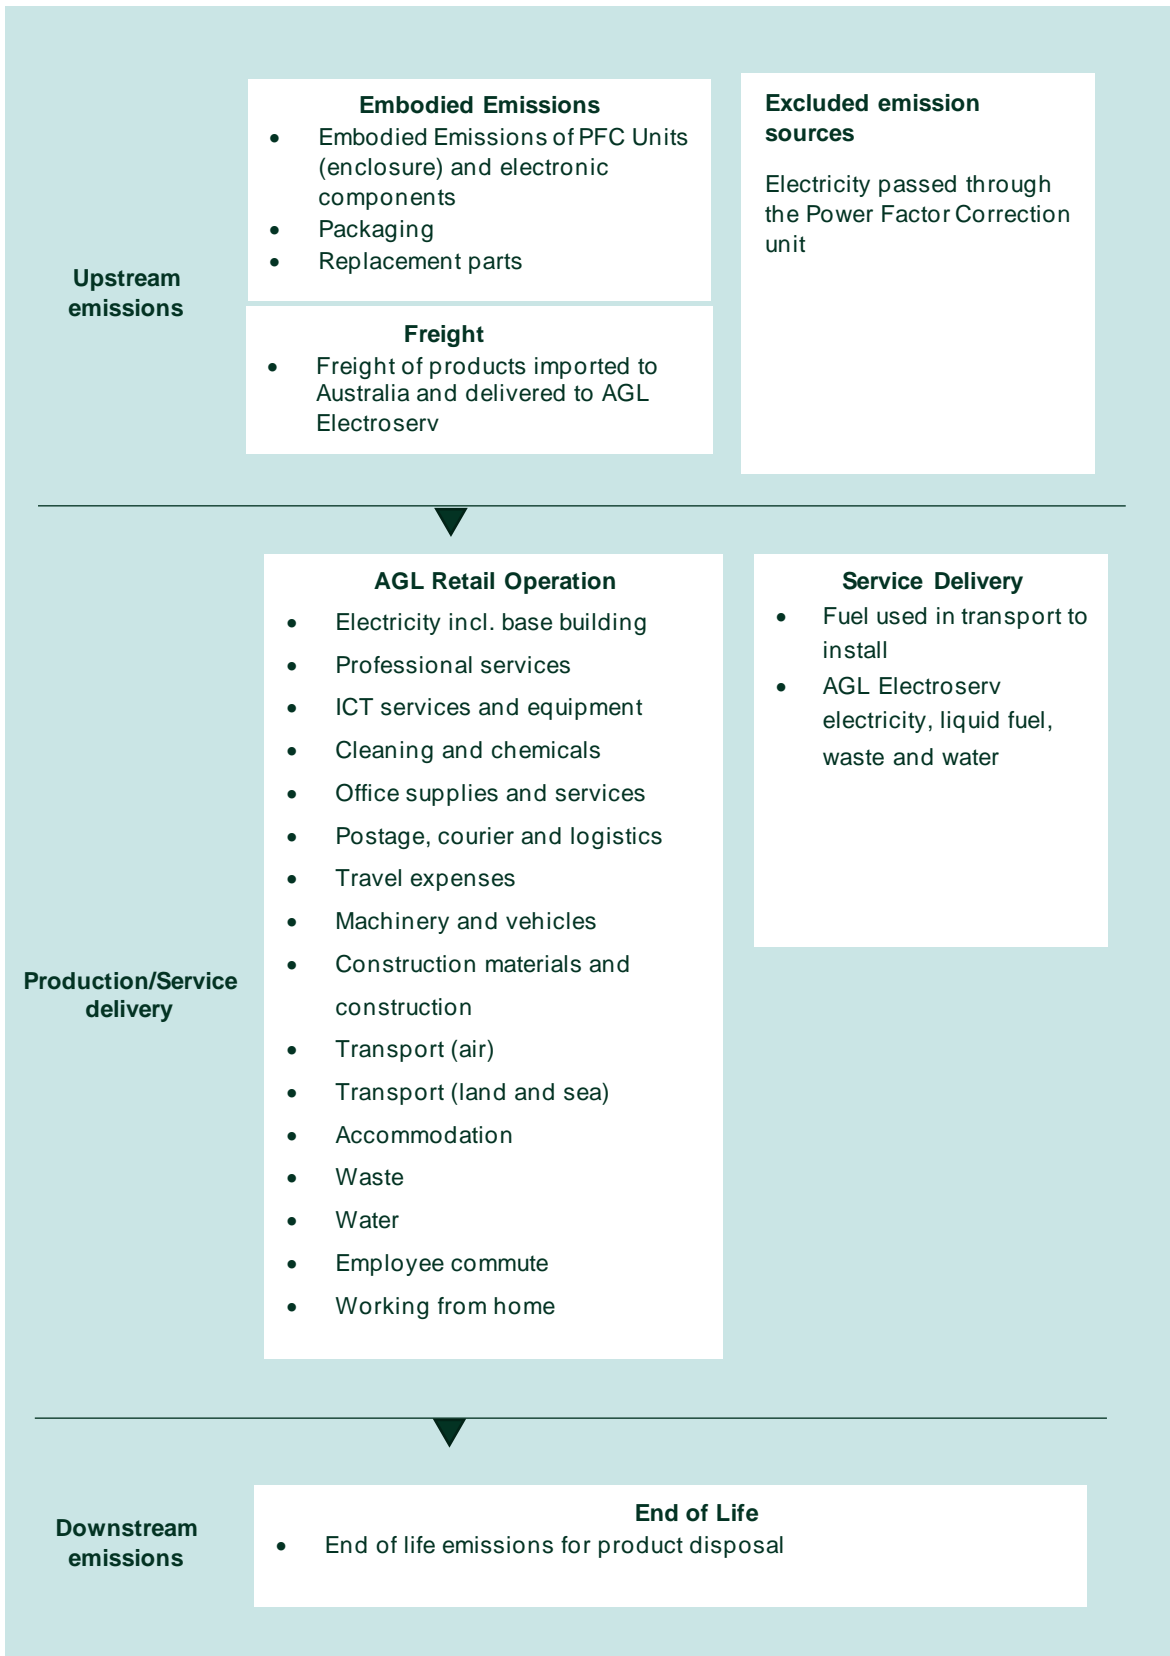 Upstream
emissions
Embodied Emissions
• Embodied Emissions of PFC Units
(enclosure) and electronic
components
• Packaging
• Replacement parts
Freight
• Freight of products imported to
Australia and delivered to AGL
Electroserv
Excluded emission
sources
Electricity passed through
the Power Factor Correction
unit
Production/Service
delivery
AGL Retail Operation
• Electricity incl. base building
• Professional services
• ICT services and equipment
• Cleaning and chemicals
• Office supplies and services
• Postage, courier and logistics
• Travel expenses
• Machinery and vehicles
• Construction materials and
construction
• Transport (air)
• Transport (land and sea)
• Accommodation
• Waste
• Water
• Employee commute
• Working from home
Service Delivery
• Fuel used in transport to
install
• AGL Electroserv
electricity, liquid fuel,
waste and water
Downstream
emissions
End of Life
• End of life emissions for product disposal